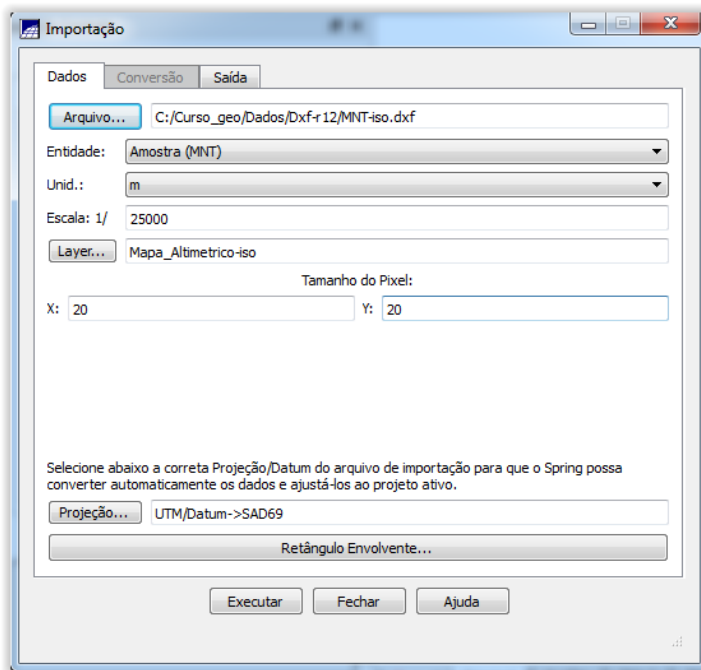 Importação
Dados Conversão Saída
Arquivo... C:/Curso_geo/Dados/Dxf-r12/MNT-iso.dxf
Entidade: Amostra (MNT)
Unid.: m
Escala: 1/ 25000
Layer... Mapa_Altimetrico-iso
Tamanho do Pixel:
X: 20 Y: 20
Selecione abaixo a correta Projeção/Datum do arquivo de importação para que o Spring possa
converter automaticamente os dados e ajustá-los ao projeto ativo.
Projeção... UTM/Datum->SAD69
Retângulo Envolvente...
Executar Fechar Ajuda